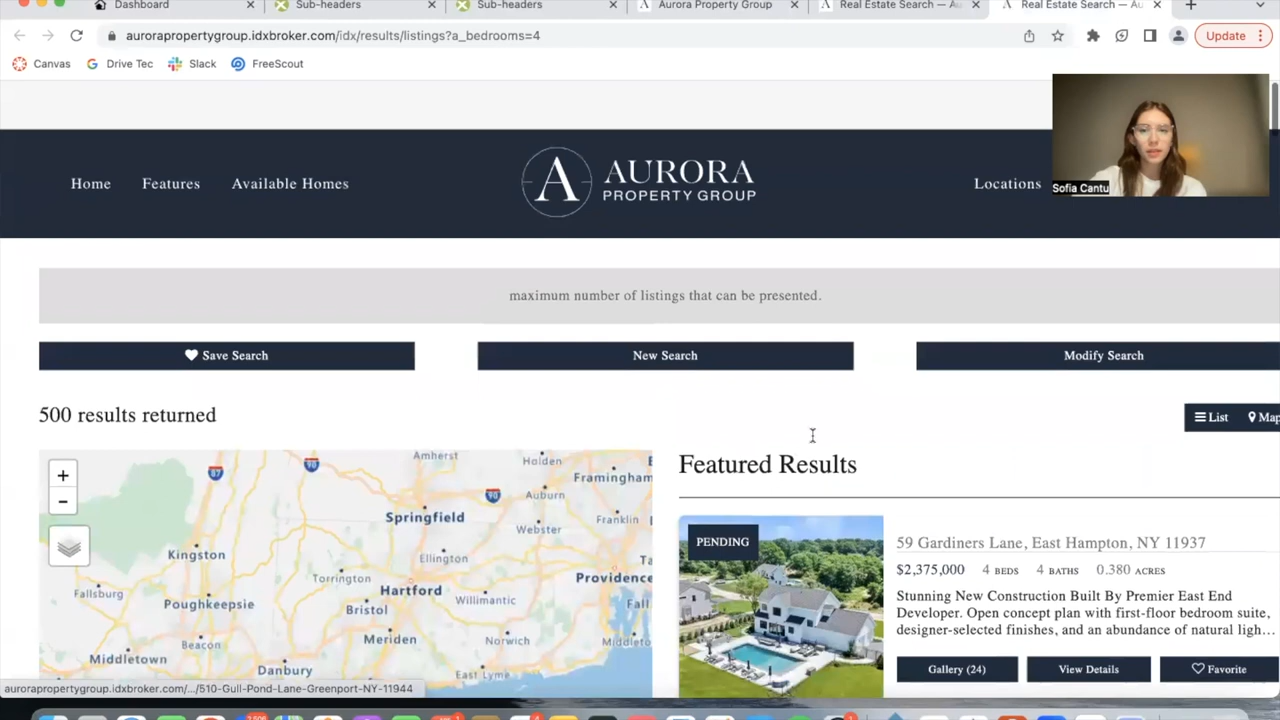 Dashboard
Sub-headers
Sub-headers
Aurora Property Group
Real Estate Search — Au
Real Estate Search — Au
aurorapropertygroup.idxbroker.com/idx/results/listings?a_bedrooms=4
Update
Canvas
Drive Tec
Slack
FreeScout
Home
Features
Available Homes
A AURORA
PROPERTY GROUP
Locations
Sofia Cantu
maximum number of listings that can be presented.
Save Search
New Search
Modify Search
500 results returned
List
Map
Featured Results
+
−
87
90
90
Amherst
Holden
Framingham
Auburn
Webster
Springfield
Franklin
Kingston
Ellington
Torrington
Providence
Fallsburg
Hartford
Willimantic
Poughkeepsie
Bristol
Fall
Beacon
Meriden
Norwich
Middleto
Middletown
Danbury
East Lyme
PENDING
59 Gardiners Lane, East Hampton, NY 11937
$2,375,000 4 BEDS 4 BATHS 0.380 ACRES
Stunning New Construction Built By Premier East End
Developer. Open concept plan with first-floor bedroom suite,
designer-selected finishes, and an abundance of natural ligh…
Gallery (24)
View Details
Favorite
aurorapropertygroup.idxbroker.com/.../510-Gull-Pond-Lane-Greenport-NY-11944